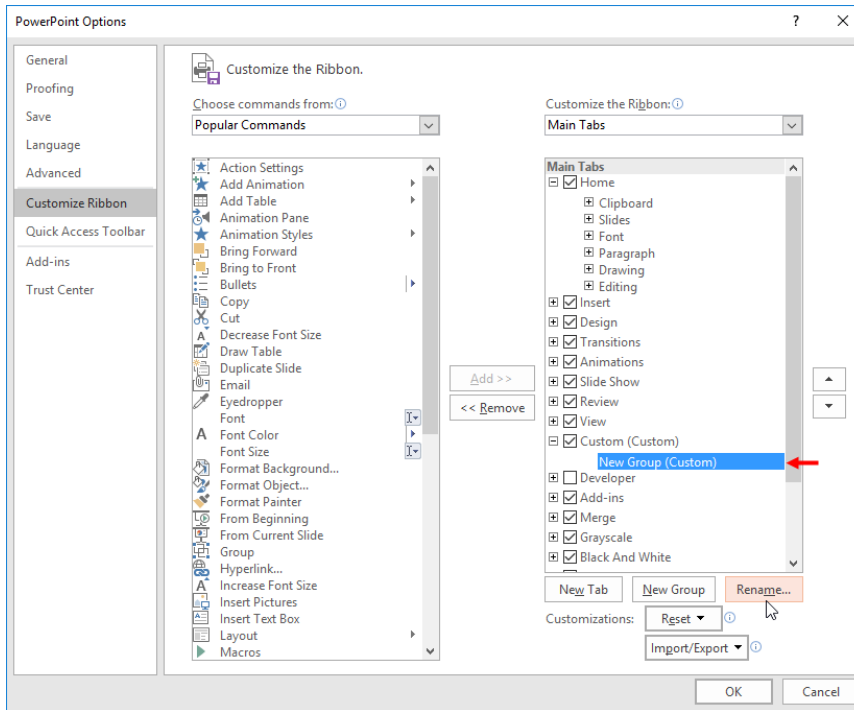 PowerPoint Options
?
General
Proofing
Save
Language
Advanced
Customize Ribbon
Quick Access Toolbar
Add-ins
Trust Center
Customize the Ribbon.
Choose commands from:
Popular Commands
Action Settings
Add Animation
Add Table
Animation Pane
Animation Styles
Bring Forward
Bring to Front
Bullets
Copy
Cut
Decrease Font Size
Draw Table
Duplicate Slide
Email
Eyedropper
Font
Font Color
Font Size
Format Background...
Format Object...
Format Painter
From Beginning
From Current Slide
Group
Hyperlink...
Increase Font Size
Insert Pictures
Insert Text Box
Layout
Macros
Add >>
<< Remove
Customize the Ribbon:
Main Tabs
Main Tabs
Home
Clipboard
Slides
Font
Paragraph
Drawing
Editing
Insert
Design
Transitions
Animations
Slide Show
Review
View
Custom (Custom)
New Group (Custom)
Developer
Add-ins
Merge
Grayscale
Black And White
New Tab
New Group
Rename...
Customizations:
Reset
Import/Export
OK
Cancel